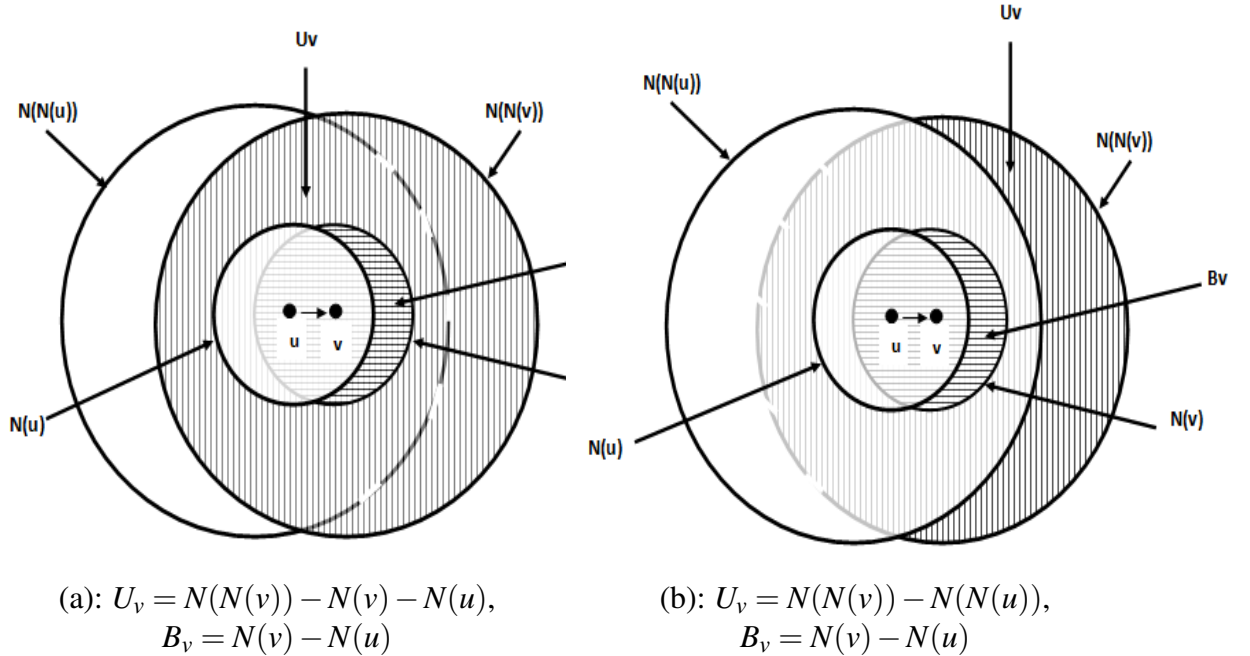 Uv
N(N(u))
N(N(v))
u v
N(u)
Uv
N(N(u))
N(N(v))
Bv
u v
N(v)
N(u)
(a): U_v = N(N(v)) − N(v) − N(u),
B_v = N(v) − N(u)
(b): U_v = N(N(v)) − N(N(u)),
B_v = N(v) − N(u)